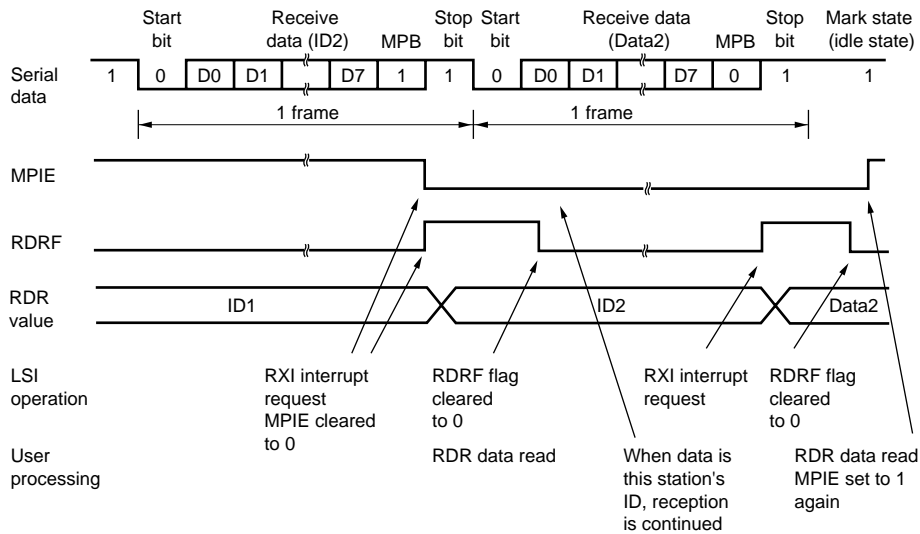 Start bit Receive data (ID2) MPB Stop bit Start bit Receive data (Data2) MPB Stop bit Mark state (idle state)
Serial data 1 0 D0 D1 D7 1 1 0 D0 D1 D7 0 1 1
1 frame 1 frame
MPIE
RDRF
RDR value ID1 ID2 Data2
LSI operation
RXI interrupt request MPIE cleared to 0
RDRF flag cleared to 0
RXI interrupt request
RDRF flag cleared to 0
User processing
RDR data read
When data is this station's ID, reception is continued
RDR data read MPIE set to 1 again